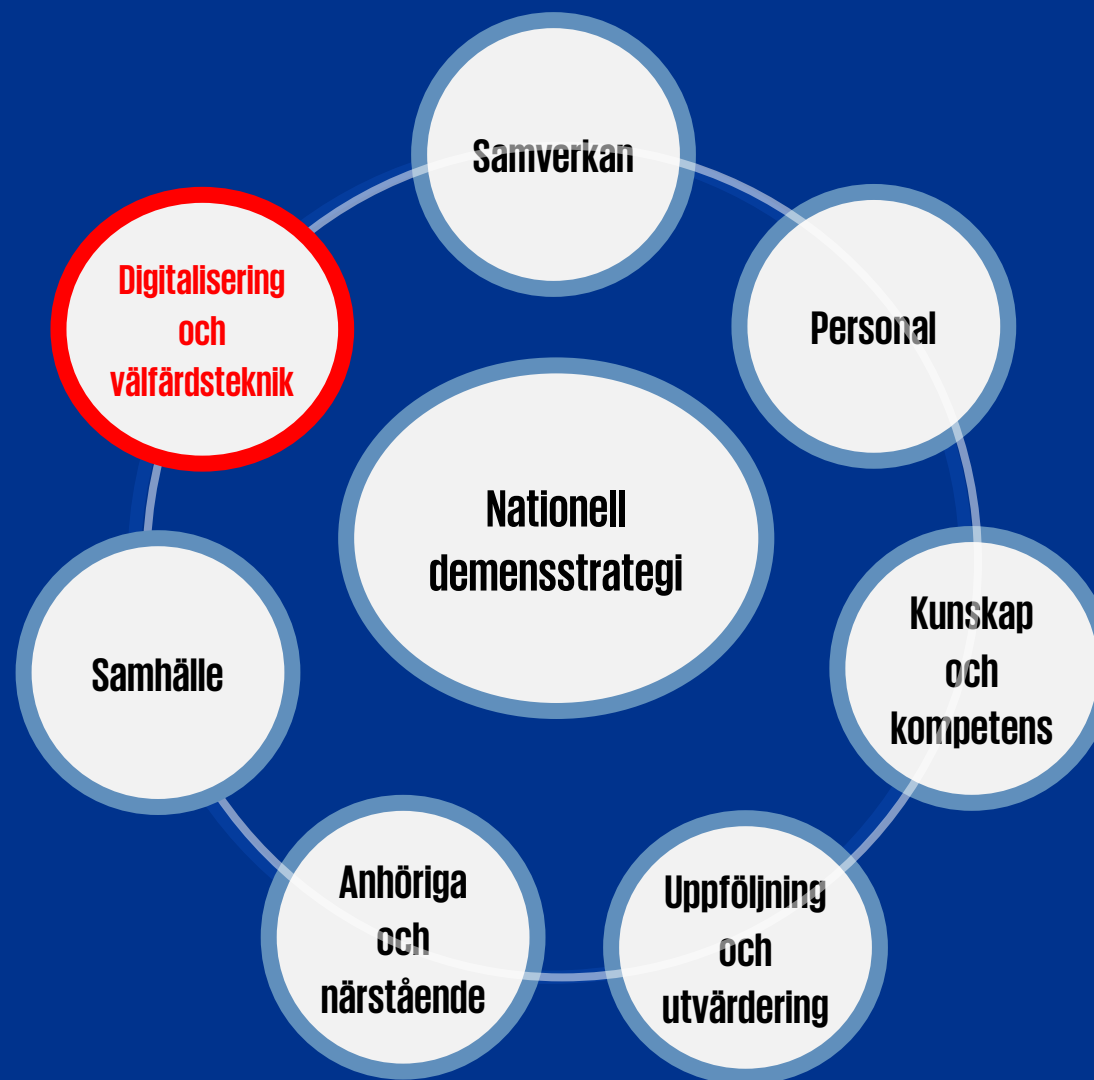 Samverkan
Personal
Kunskap
och
kompetens
Uppföljning
och
utvärdering
Anhöriga
och
närstående
Samhälle
Digitalisering
och
välfärdsteknik
Nationell
demensstrategi